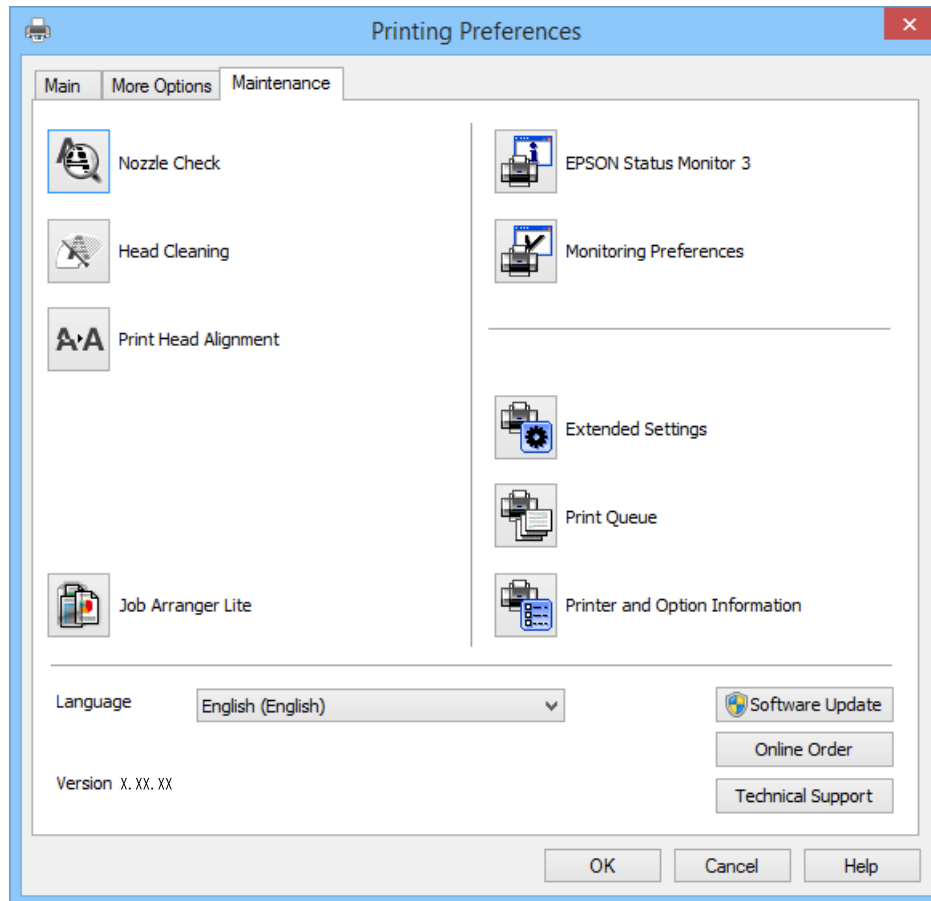 Printing Preferences
Main
More Options
Maintenance
Nozzle Check
Head Cleaning
A A Print Head Alignment
Job Arranger Lite
EPSON Status Monitor 3
Monitoring Preferences
Extended Settings
Print Queue
Printer and Option Information
Language
English (English)
Version X.XX.XX
Software Update
Online Order
Technical Support
OK
Cancel
Help